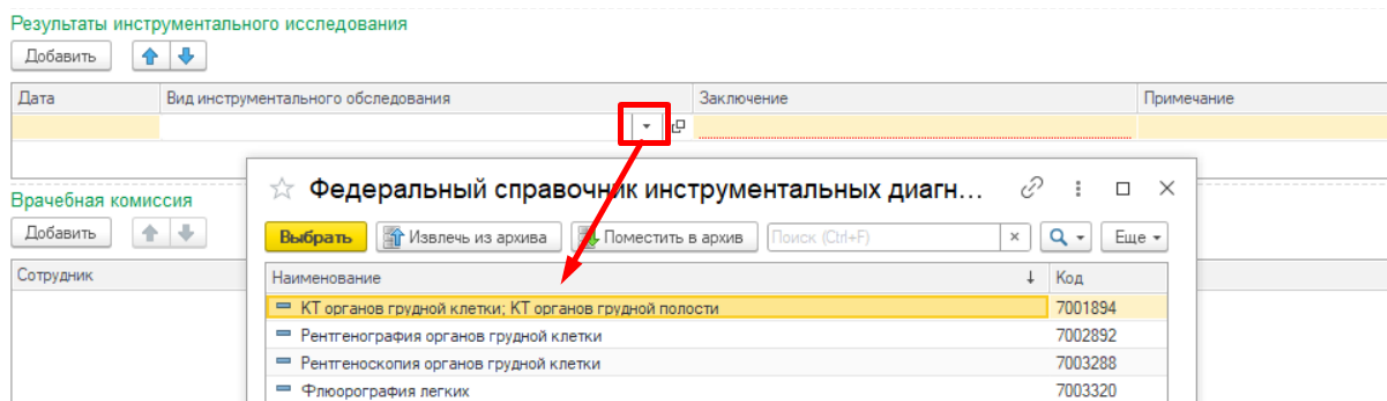 Результаты инструментального исследования
Добавить
Дата Вид инструментального обследования Заключение Примечание
Врачебная комиссия
Добавить
Сотрудник
Федеральный справочник инструментальных диагн...
Выбрать Извлечь из архива Поместить в архив Поиск (Ctrl+F) × Еще
Наименование ↓ Код
КТ органов грудной клетки; КТ органов грудной полости 7001894
Рентгенография органов грудной клетки 7002892
Рентгеноскопия органов грудной клетки 7003288
Флюорография легких 7003320